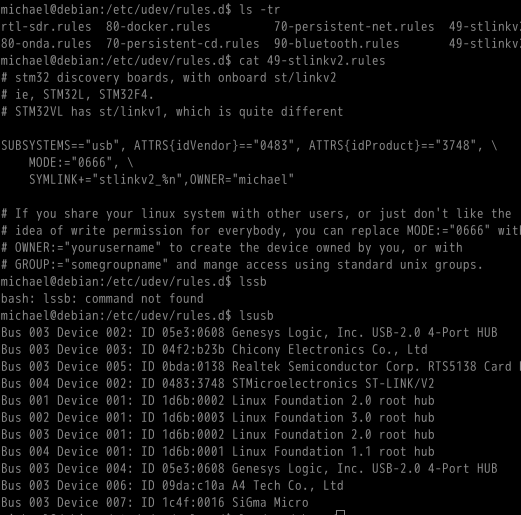 michael@debian:/etc/udev/rules.d$ ls -tr
rtl-sdr.rules  80-docker.rules         70-persistent-net.rules  49-stlinkv
80-onda.rules  70-persistent-cd.rules  90-bluetooth.rules       49-stlinkv
michael@debian:/etc/udev/rules.d$ cat 49-stlinkv2.rules
# stm32 discovery boards, with onboard st/linkv2
# ie, STM32L, STM32F4.
# STM32VL has st/linkv1, which is quite different

SUBSYSTEMS=="usb", ATTRS{idVendor}=="0483", ATTRS{idProduct}=="3748", \
    MODE:="0666", \
    SYMLINK+="stlinkv2_%n",OWNER="michael"

# If you share your linux system with other users, or just don't like the
# idea of write permission for everybody, you can replace MODE:="0666" wit
# OWNER:="yourusername" to create the device owned by you, or with
# GROUP:="somegroupname" and mange access using standard unix groups.
michael@debian:/etc/udev/rules.d$ lssb
bash: lssb: command not found
michael@debian:/etc/udev/rules.d$ lsusb
Bus 003 Device 002: ID 05e3:0608 Genesys Logic, Inc. USB-2.0 4-Port HUB
Bus 003 Device 003: ID 04f2:b23b Chicony Electronics Co., Ltd
Bus 003 Device 005: ID 0bda:0138 Realtek Semiconductor Corp. RTS5138 Card
Bus 004 Device 002: ID 0483:3748 STMicroelectronics ST-LINK/V2
Bus 001 Device 001: ID 1d6b:0002 Linux Foundation 2.0 root hub
Bus 002 Device 001: ID 1d6b:0003 Linux Foundation 3.0 root hub
Bus 003 Device 001: ID 1d6b:0002 Linux Foundation 2.0 root hub
Bus 004 Device 001: ID 1d6b:0001 Linux Foundation 1.1 root hub
Bus 003 Device 004: ID 05e3:0608 Genesys Logic, Inc. USB-2.0 4-Port HUB
Bus 003 Device 006: ID 09da:c10a A4 Tech Co., Ltd
Bus 003 Device 007: ID 1c4f:0016 SiGma Micro